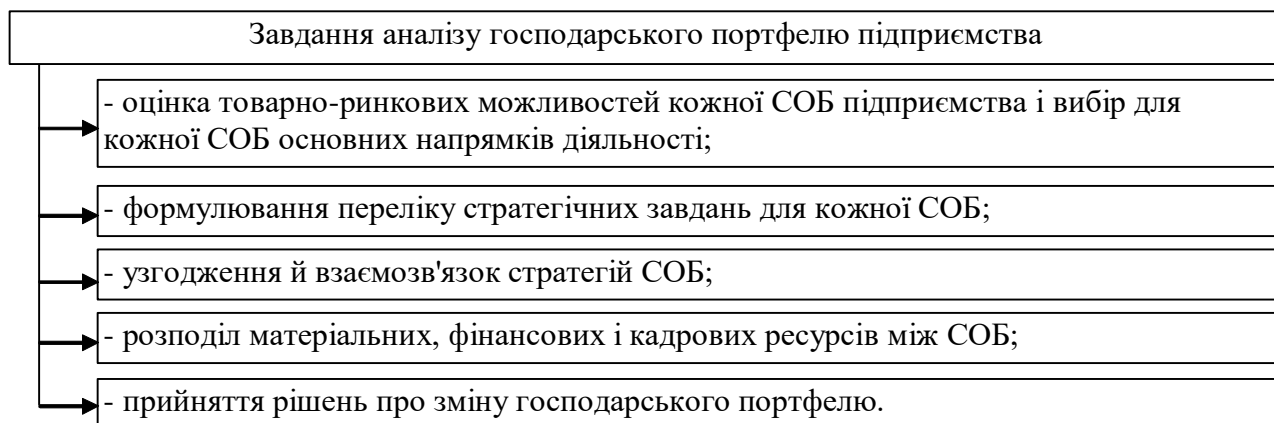 Завдання аналізу господарського портфелю підприємства
- оцінка товарно-ринкових можливостей кожної СОБ підприємства і вибір для
кожної СОБ основних напрямків діяльності;
- формулювання переліку стратегічних завдань для кожної СОБ;
- узгодження й взаємозв'язок стратегій СОБ;
- розподіл матеріальних, фінансових і кадрових ресурсів між СОБ;
- прийняття рішень про зміну господарського портфелю.